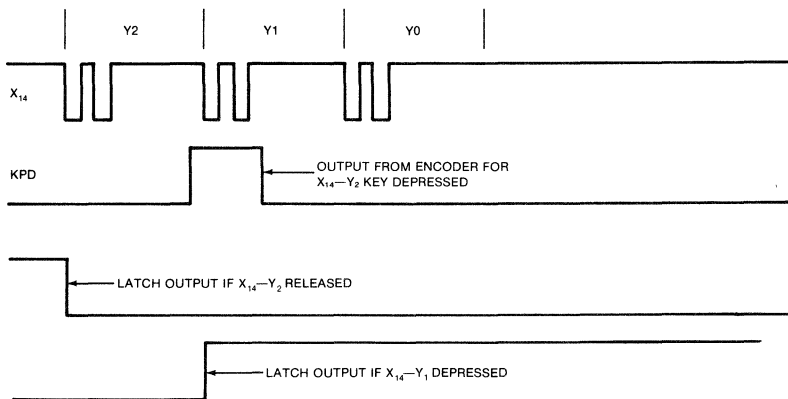 Y2 Y1 Y0
X14
KPD
OUTPUT FROM ENCODER FOR
X14—Y2 KEY DEPRESSED
LATCH OUTPUT IF X14—Y2 RELEASED
LATCH OUTPUT IF X14—Y1 DEPRESSED